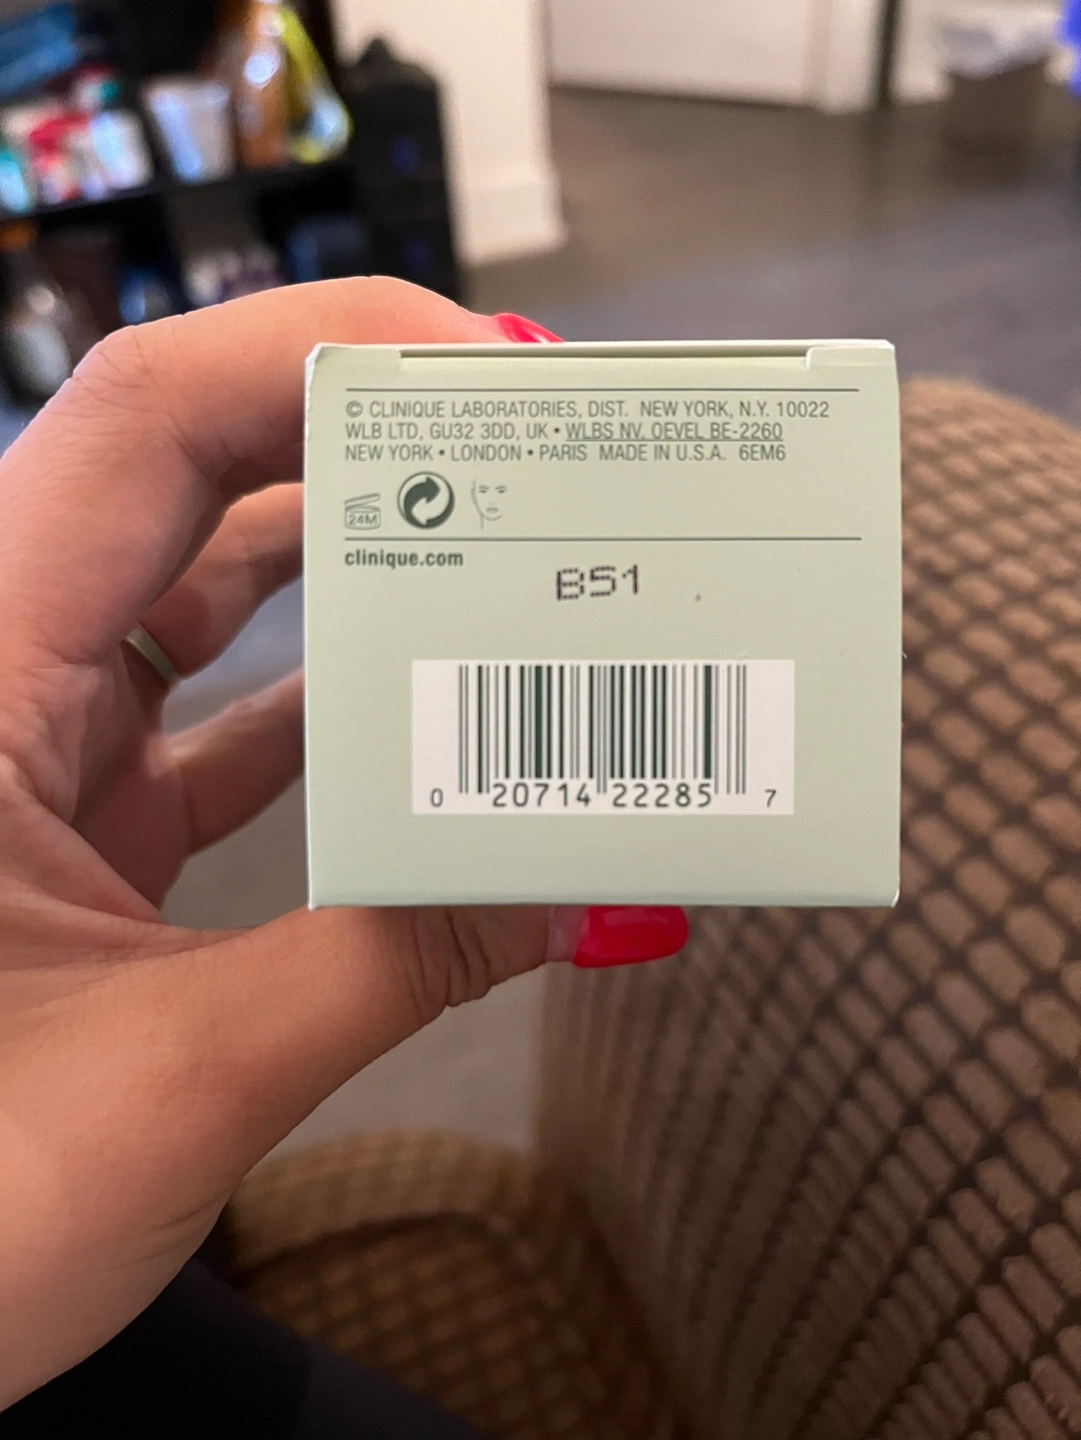 © CLINIQUE LABORATORIES, DIST. NEW YORK, N.Y. 10022
WLB LTD, GU32 3DD, UK • WLBS NV, OEVEL BE-2260
NEW YORK • LONDON • PARIS MADE IN U.S.A. 6EM6
24M
clinique.com
B51
0 20714 22285 7